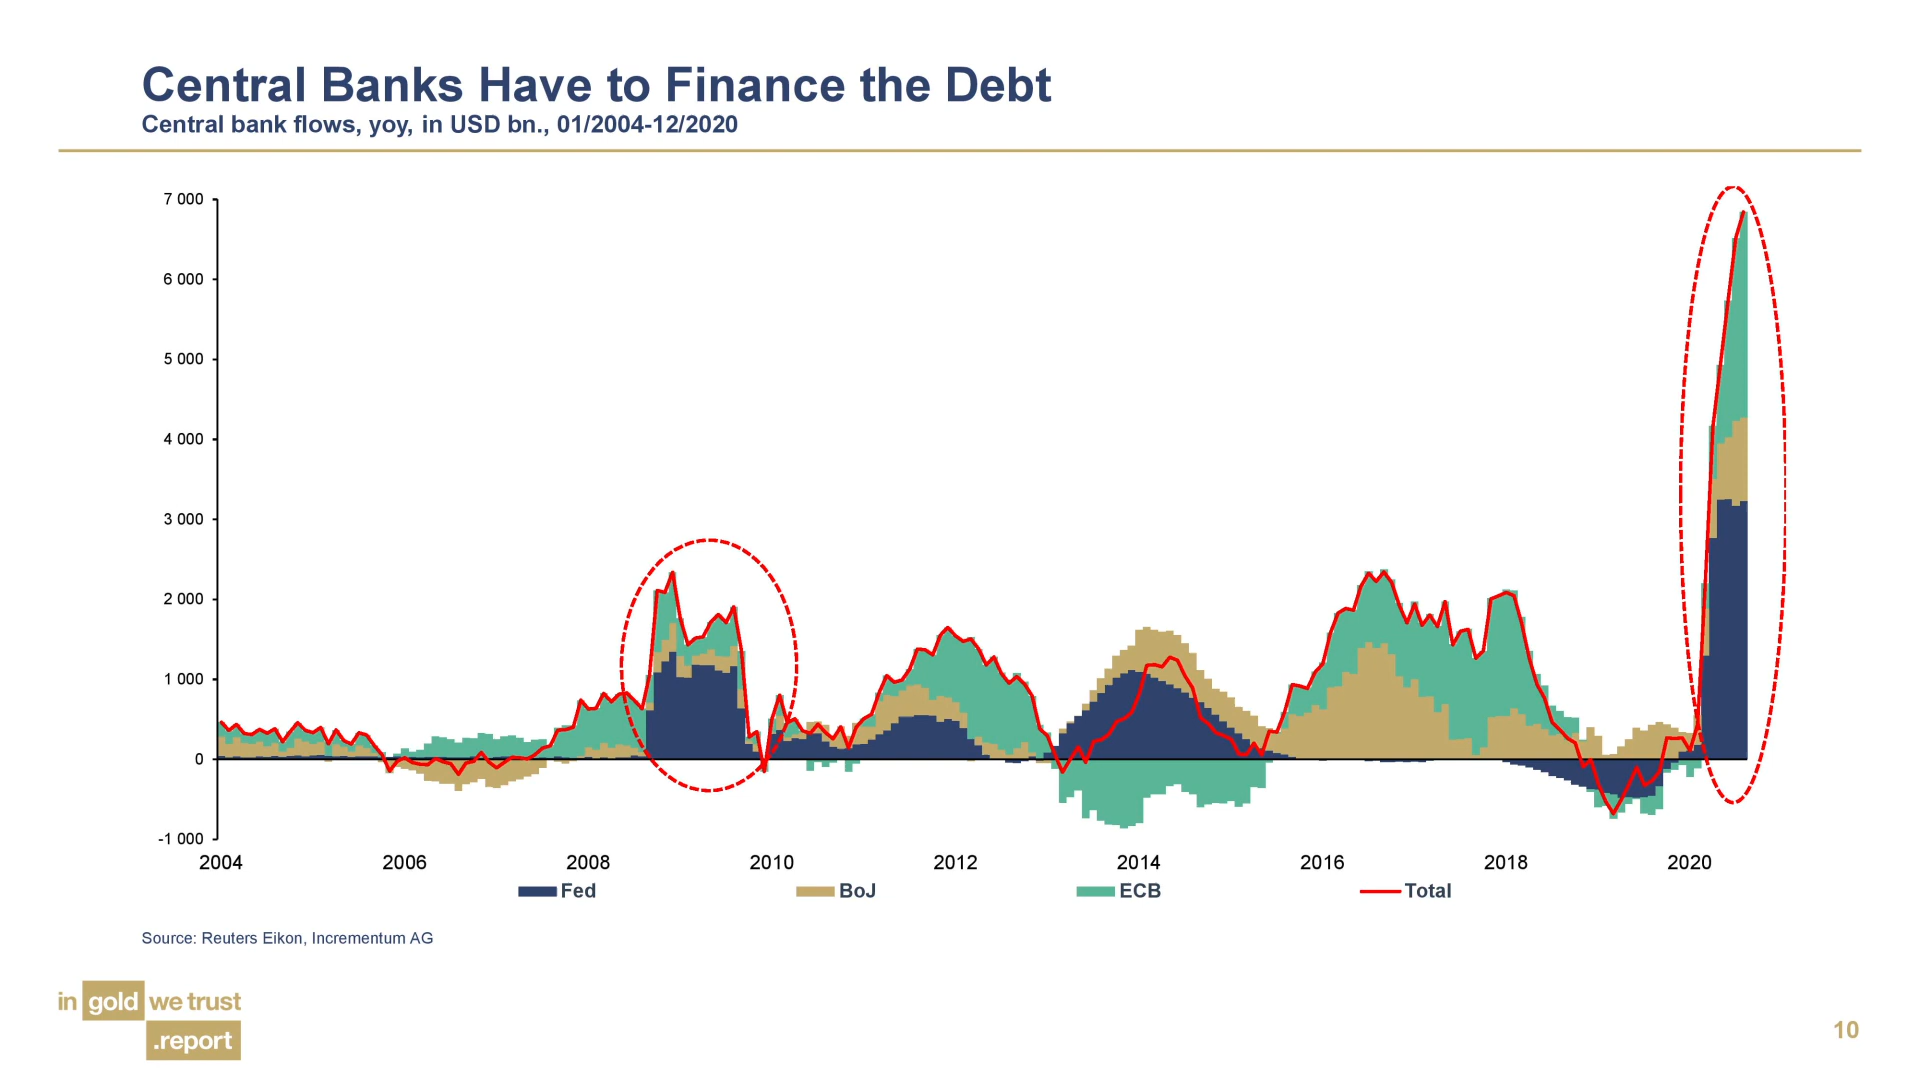 Central Banks Have to Finance the Debt
Central bank flows, yoy, in USD bn., 01/2004-12/2020
7 000
6 000
5 000
4 000
3 000
2 000
1 000
0
-1 000
2004 2006 2008 2010 2012 2014 2016 2018 2020
Fed BoJ ECB Total
Source: Reuters Eikon, Incrementum AG
in gold we trust
.report
10